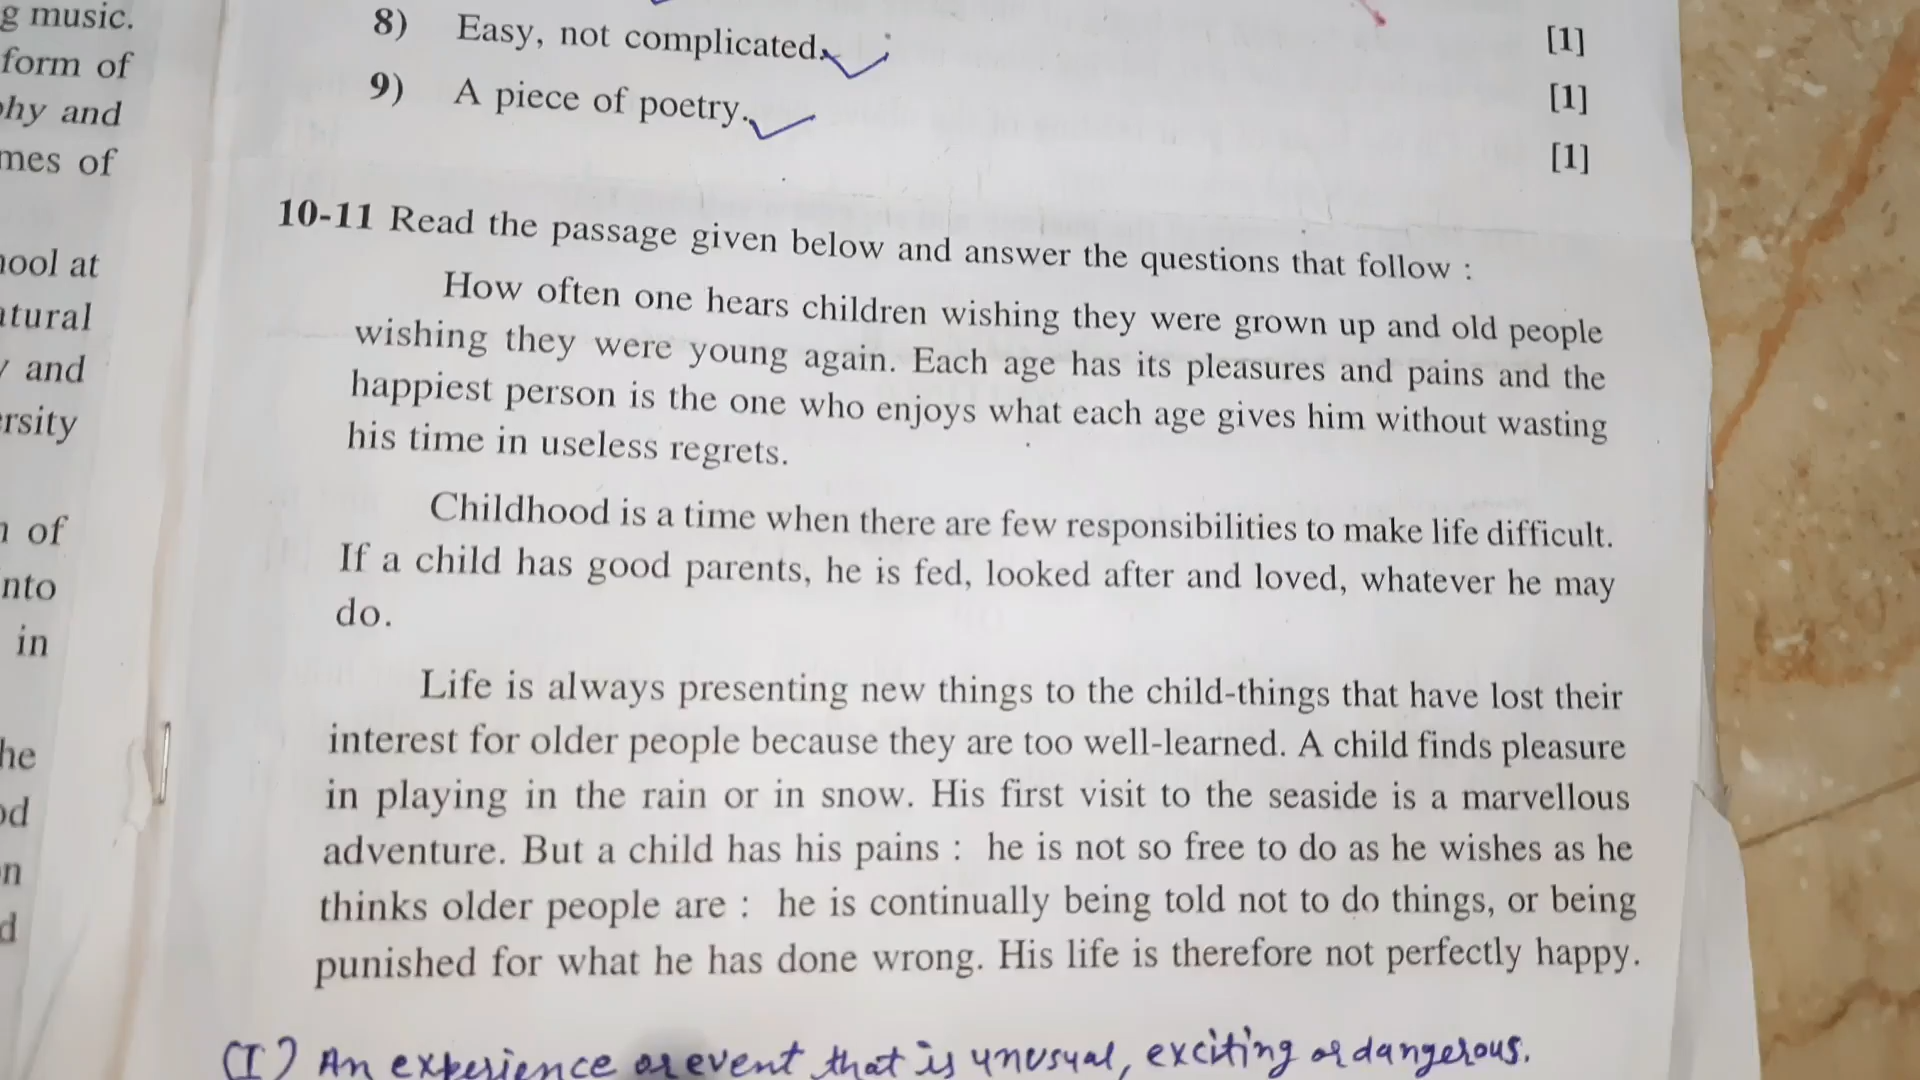 g music.
form of
hy and
mes of
ool at
tural
and
rsity
of
nto
in
he
od
n
d
8) Easy, not complicated. [1]
9) A piece of poetry. [1]
[1]
10-11 Read the passage given below and answer the questions that follow :
How often one hears children wishing they were grown up and old people
wishing they were young again. Each age has its pleasures and pains and the
happiest person is the one who enjoys what each age gives him without wasting
his time in useless regrets.
Childhood is a time when there are few responsibilities to make life difficult.
If a child has good parents, he is fed, looked after and loved, whatever he may
do.
Life is always presenting new things to the child-things that have lost their
interest for older people because they are too well-learned. A child finds pleasure
in playing in the rain or in snow. His first visit to the seaside is a marvellous
adventure. But a child has his pains : he is not so free to do as he wishes as he
thinks older people are : he is continually being told not to do things, or being
punished for what he has done wrong. His life is therefore not perfectly happy.
(I) An experience or event that is unusual, exciting or dangerous.